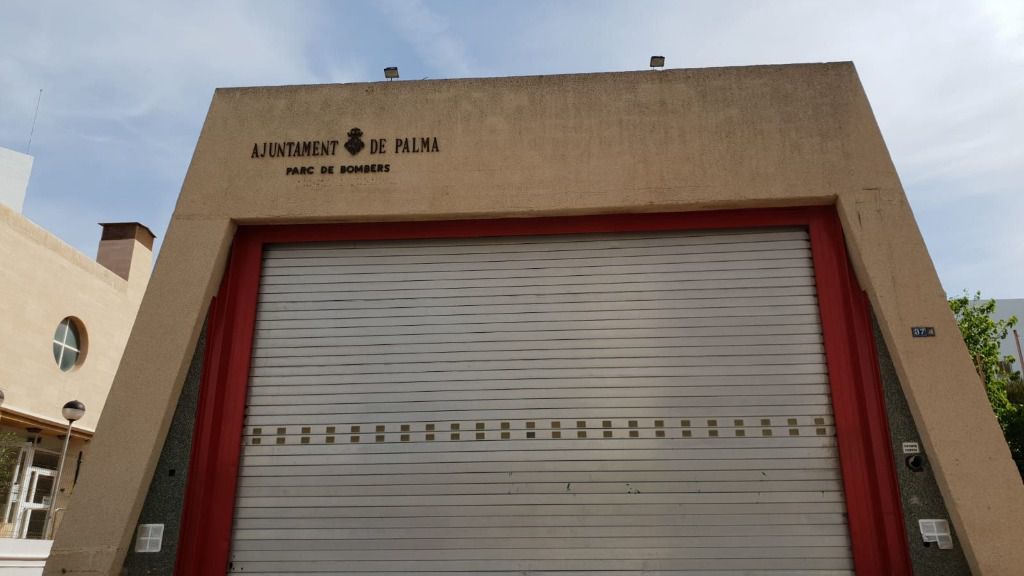 AJUNTAMENT DE PALMA
PARC DE BOMBERS